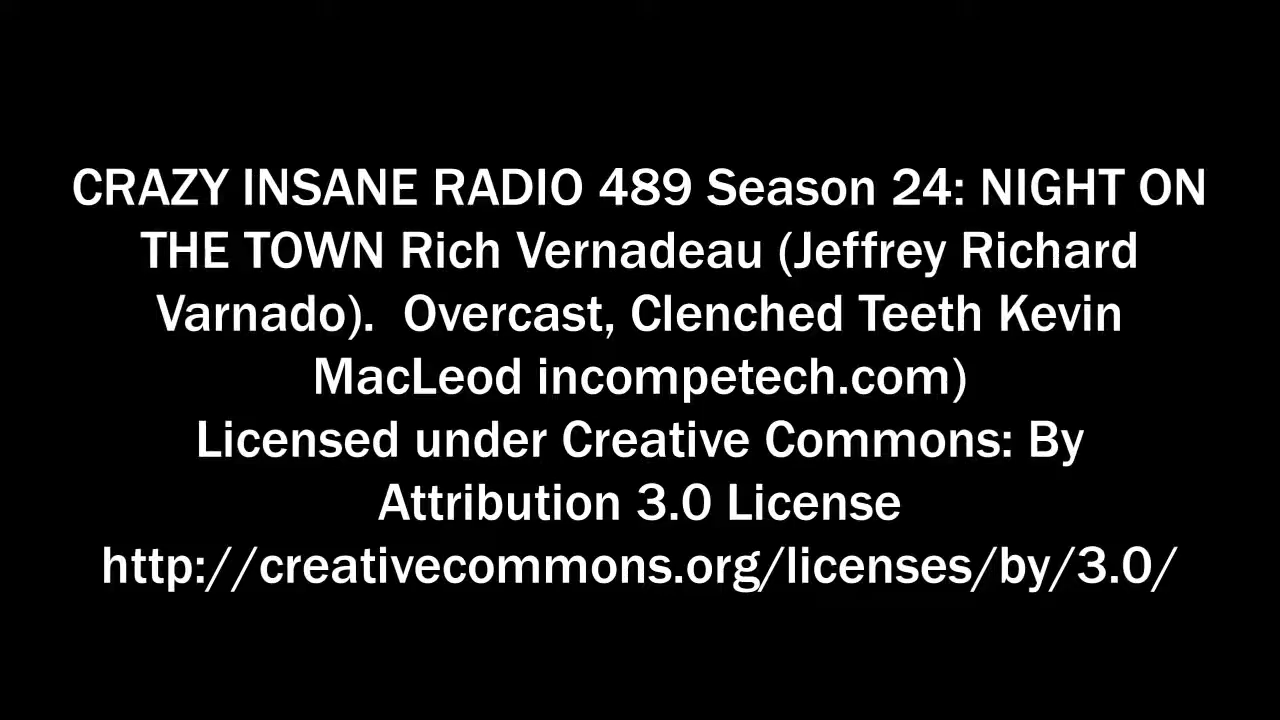 CRAZY INSANE RADIO 489 Season 24: NIGHT ON
THE TOWN Rich Vernadeau (Jeffrey Richard
Varnado).  Overcast, Clenched Teeth Kevin
MacLeod incompetech.com)
Licensed under Creative Commons: By
Attribution 3.0 License
http://creativecommons.org/licenses/by/3.0/